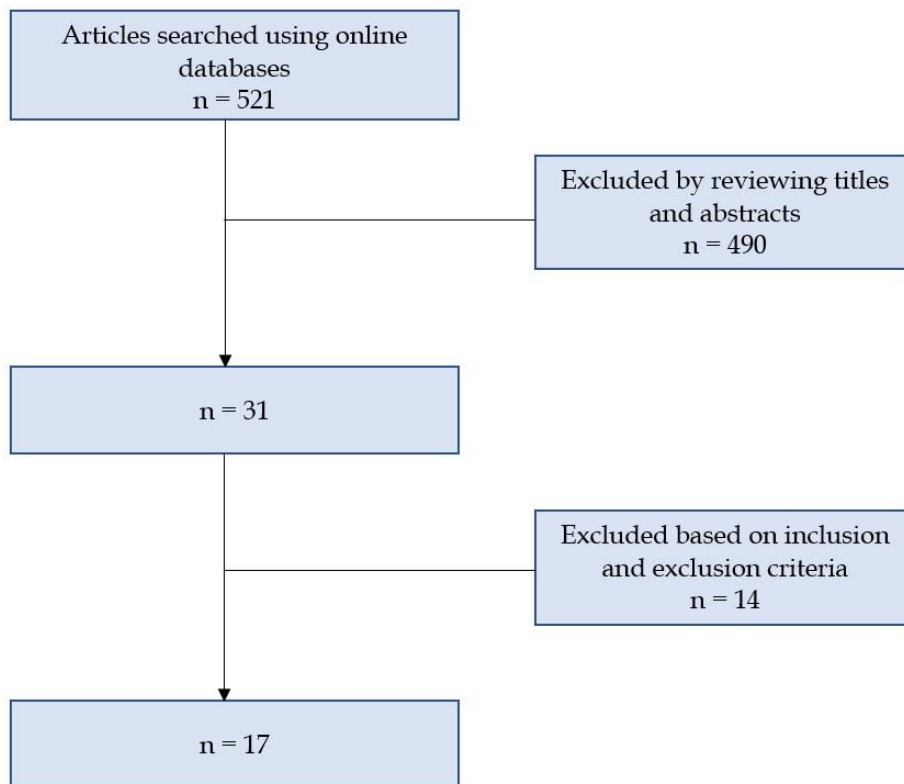 Articles searched using online
databases
n = 521
Excluded by reviewing titles
and abstracts
n = 490
n = 31
Excluded based on inclusion
and exclusion criteria
n = 14
n = 17